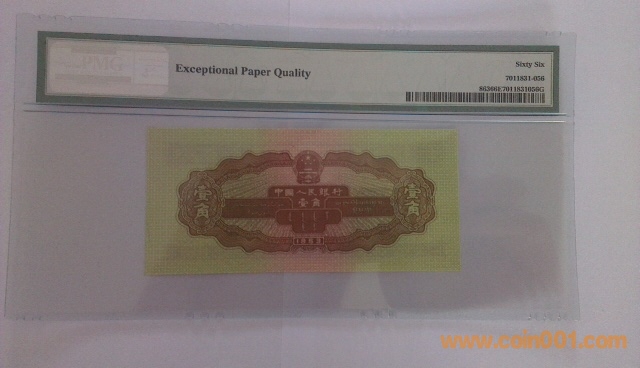 PMG
Exceptional Paper Quality
Sixty Six
7011831-056
S6306E7011831056G
中國人民銀行
壹角
壹角
壹角
1953
www.coin001.com